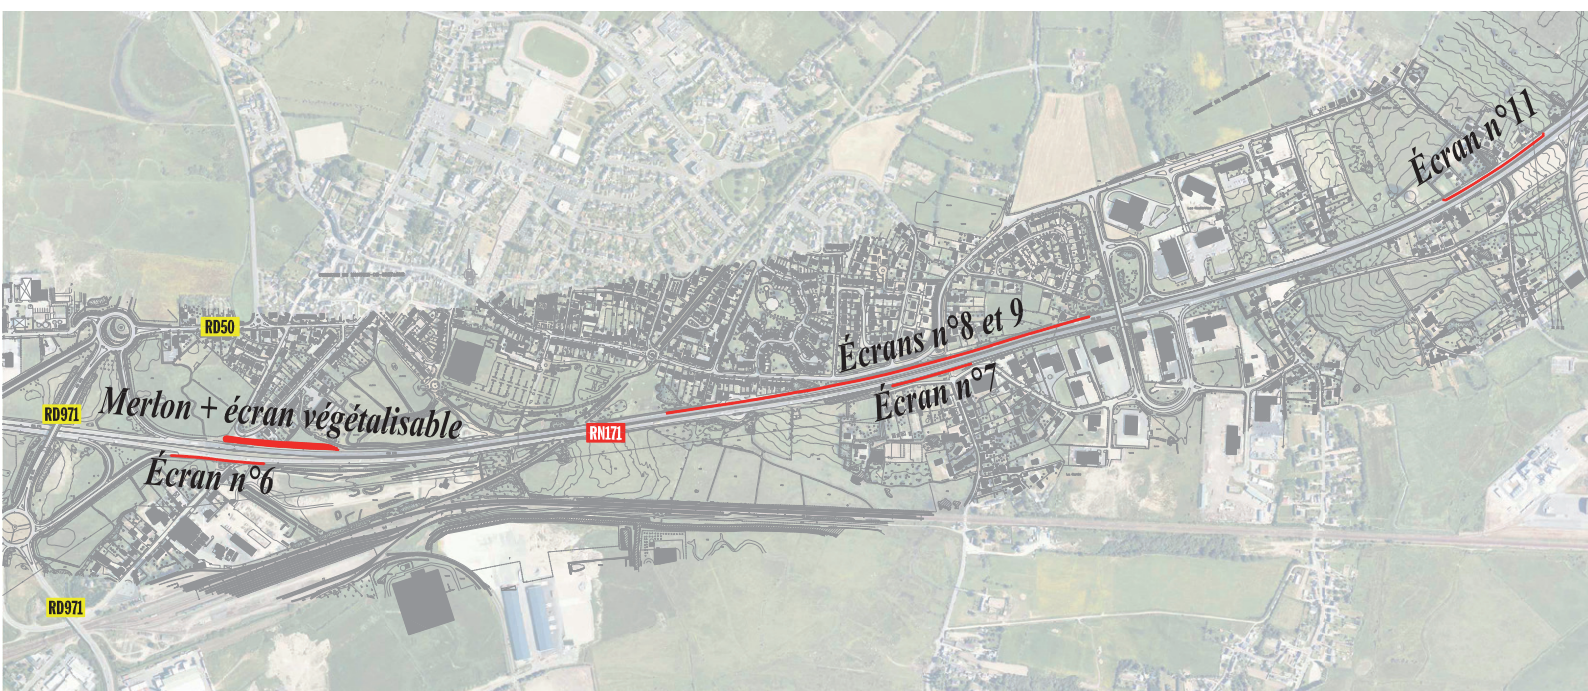 Écran n°11
RD50
Écrans n°8 et 9
Écran n°7
RD971
Merlon + écran végétalisable
RN171
Écran n°6
RD971